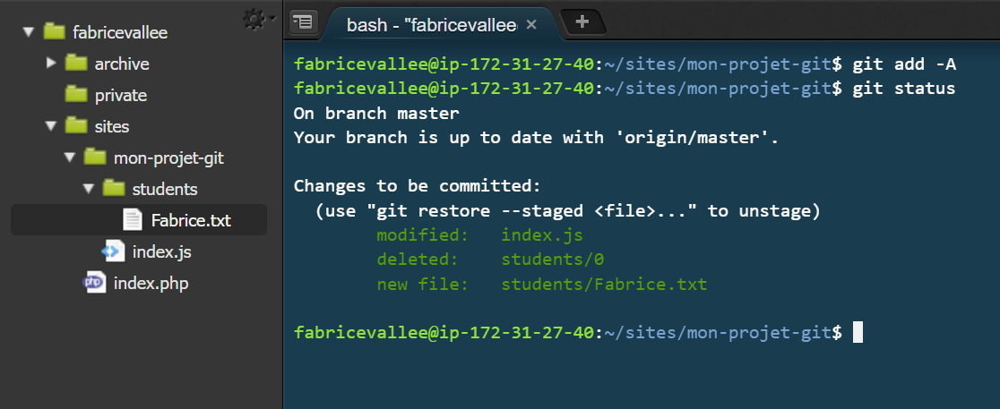 fabricevallee
archive
private
sites
mon-projet-git
students
Fabrice.txt
index.js
index.php
bash - "fabricevallee
fabricevallee@ip-172-31-27-40:~/sites/mon-projet-git$ git add -A
fabricevallee@ip-172-31-27-40:~/sites/mon-projet-git$ git status
On branch master
Your branch is up to date with 'origin/master'.
Changes to be committed:
(use "git restore --staged <file>..." to unstage)
modified: index.js
deleted: students/0
new file: students/Fabrice.txt
fabricevallee@ip-172-31-27-40:~/sites/mon-projet-git$